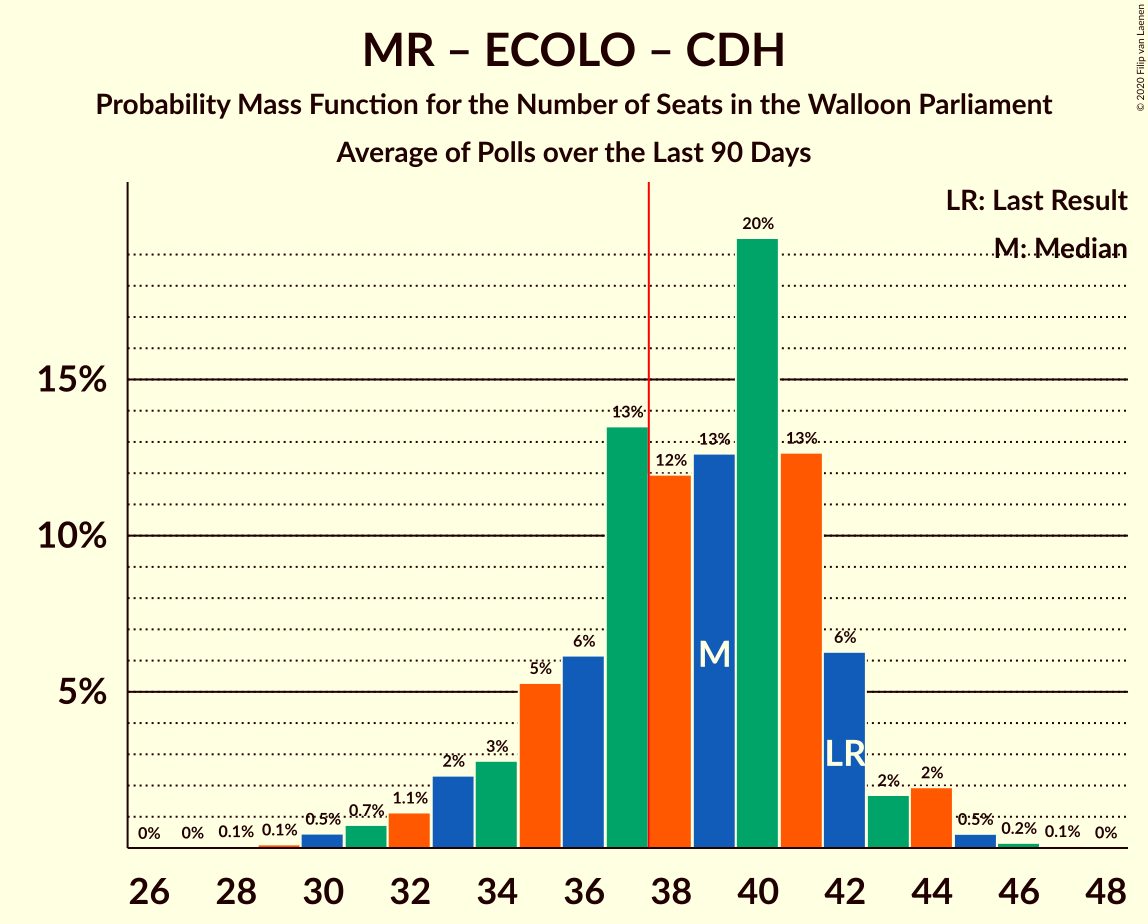 MR – ECOLO – CDH
Probability Mass Function for the Number of Seats in the Walloon Parliament
Average of Polls over the Last 90 Days
© 2020 Filip van Laenen
LR: Last Result
M: Median
15%
10%
5%
0%
0%
0.1%
0.1%
0.5%
0.7%
1.1%
2%
3%
5%
6%
13%
12%
13%
20%
13%
6%
2%
2%
0.5%
0.2%
0.1%
0%
M
LR
26 28 30 32 34 36 38 40 42 44 46 48